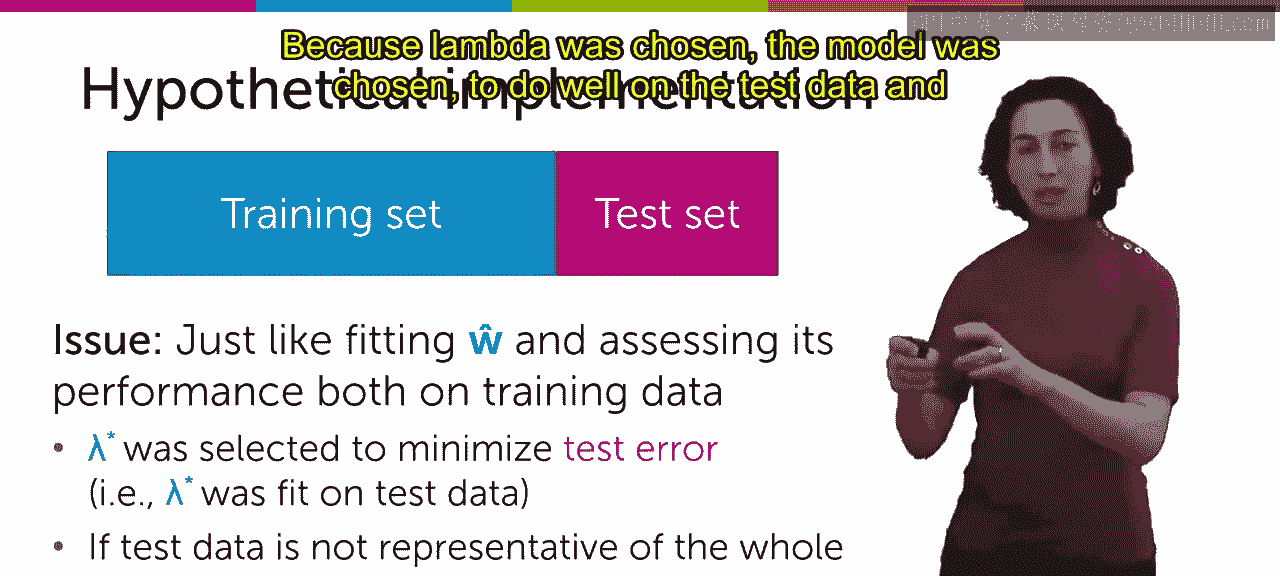 Because lambda was chosen, the model was
chosen, to do well on the test data and
Hypothetical implementation
Training set
Test set
Issue: Just like fitting ŵ and assessing its
performance both on training data
• λ* was selected to minimize test error
(i.e., λ* was fit on test data)
• If test data is not representative of the whole